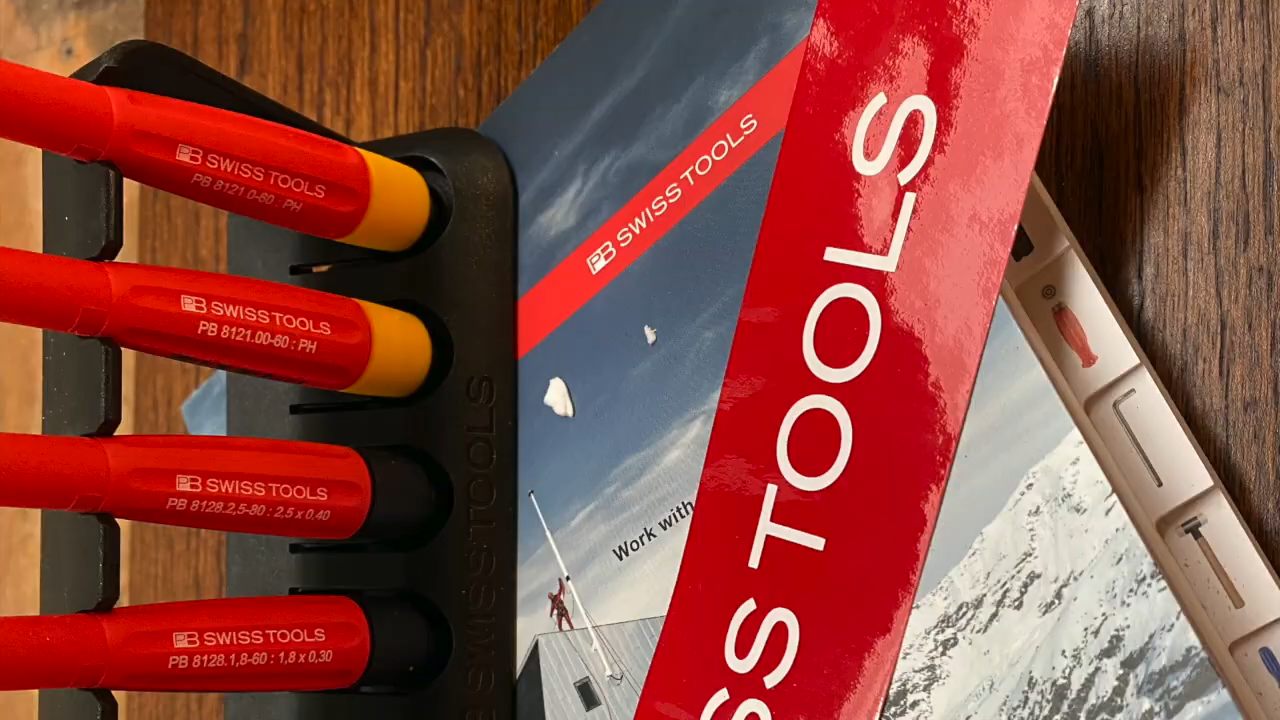 PB SWISS TOOLS
PB 8121.0-60 : PH
PB SWISS TOOLS
PB 8121.00-60 : PH
PB SWISS TOOLS
PB 8128.2,5-80 : 2,5 x 0,40
PB SWISS TOOLS
PB 8128.1,8-60 : 1,8 x 0,30
SWISS TOOLS
PB SWISS TOOLS
Work with
SS TOOLS